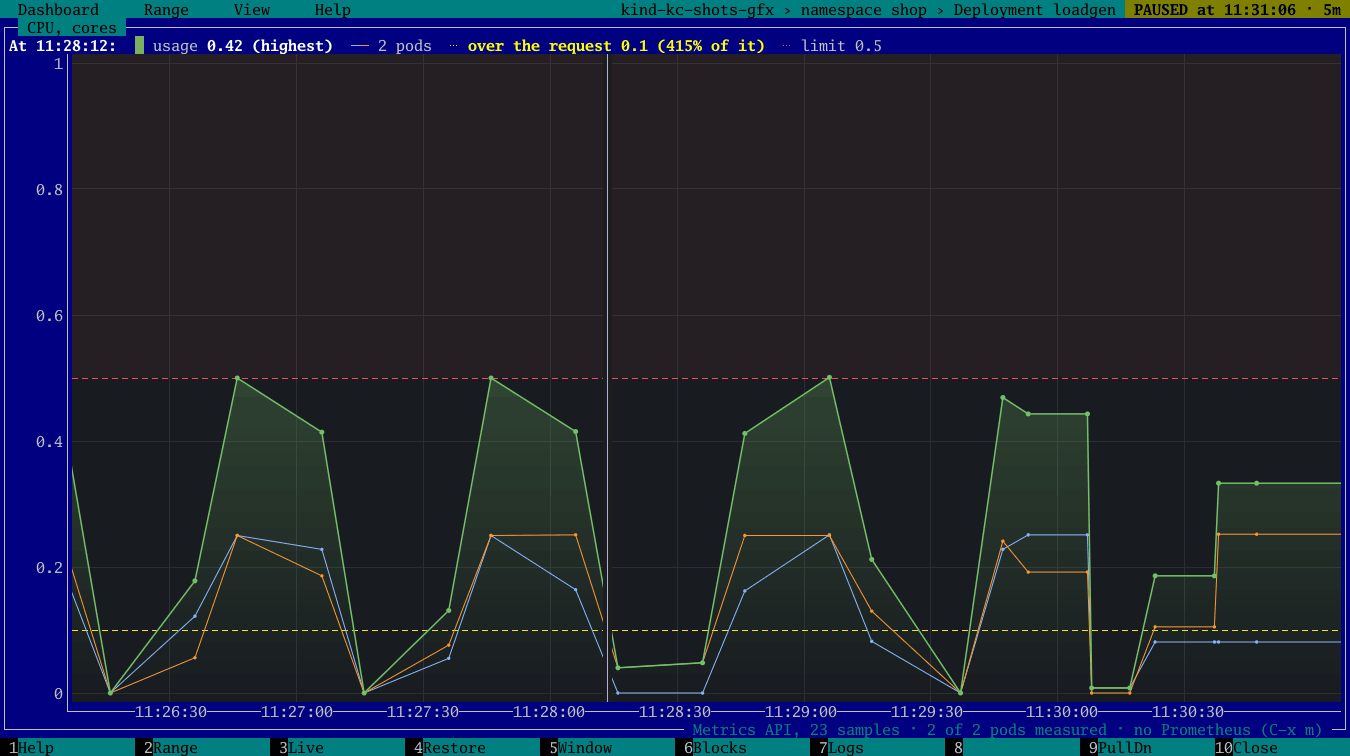 Dashboard Range View Help kind-kc-shots-gfx › namespace shop › Deployment loadgen PAUSED at 11:31:06 · 5m
CPU, cores
At 11:28:12: usage 0.42 (highest) 2 pods over the request 0.1 (415% of it) limit 0.5
1
0.8
0.6
0.4
0.2
0
11:26:30 11:27:00 11:27:30 11:28:00 11:28:30 11:29:00 11:29:30 11:30:00 11:30:30
Metrics API, 23 samples · 2 of 2 pods measured · no Prometheus (C-x m)
1Help 2Range 3Live 4Restore 5Window 6Blocks 7Logs 8 9PullDn 10Close